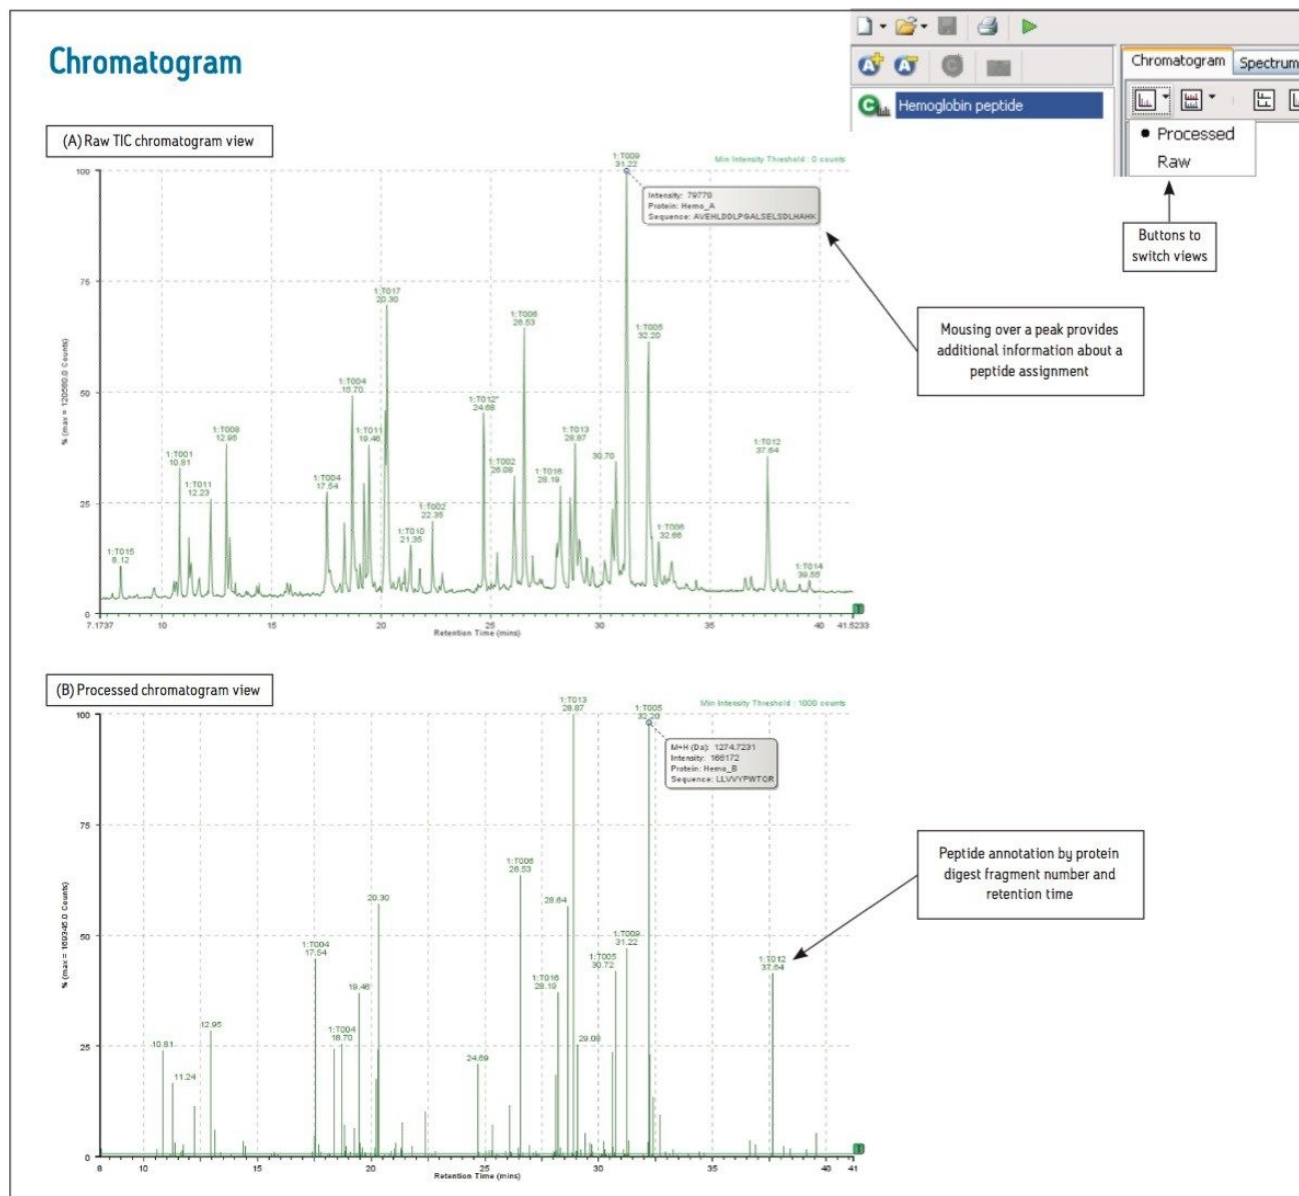 Chromatogram
Chromatogram
Spectrum
Hemoglobin peptide
Processed
Raw
Buttons to
switch views
(A) Raw TIC chromatogram view
Min Intensity Threshold : 0 counts
1:T009
31.22
Intensity: 79778
Protein: Hemo_A
Sequence: AVEHLDDLPGALSELSDLHAHK
Mousing over a peak provides
additional information about a
peptide assignment
100
75
50
25
0
1:T015
8.12
1:T001
10.81
1:T011
12.23
1:T008
12.95
1:T004
17.54
1:T004
18.70
1:T011
19.46
1:T017
20.30
1:T010
21.35
1:T002
22.35
1:T012*
24.68
1:T002
26.08
1:T006
26.53
1:T016
28.19
1:T013
28.87
30.70
1:T005
32.20
1:T006
32.66
1:T012
37.64
1:T014
39.55
7.1737
10
15
20
25
30
35
40
41.5233
Retention Time (mins)
(B) Processed chromatogram view
Min Intensity Threshold : 1000 counts
% (max = 169345.0 Counts)
100
75
50
25
0
10.81
11.24
12.95
1:T004
17.54
1:T004
18.70
19.46
20.30
24.69
1:T006
26.53
1:T016
28.19
28.64
1:T013
28.87
29.08
1:T005
30.72
1:T009
31.22
1:T005
32.20
M+H (Da): 1274.7231
Intensity: 166172
Protein: Hemo_B
Sequence: LLVVYPWTQR
1:T012
37.64
Peptide annotation by protein
digest fragment number and
retention time
8
10
15
20
25
30
35
40
41
Retention Time (mins)